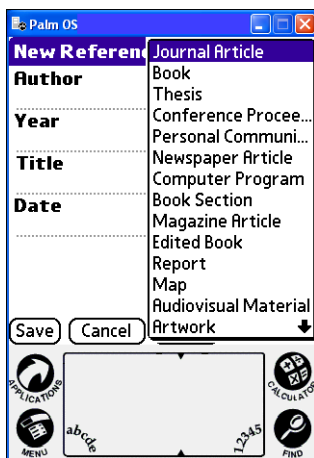 Palm OS
New Referen
Journal Article
Author
Book
Thesis
Conference Procee...
Year
Personal Communi...
Newspaper Article
Title
Computer Program
Date
Book Section
Magazine Article
Edited Book
Report
Map
Audiovisual Material
Artwork
Save Cancel
APPLICATIONS
CALCULATOR
MENU
abcde
12345
FIND